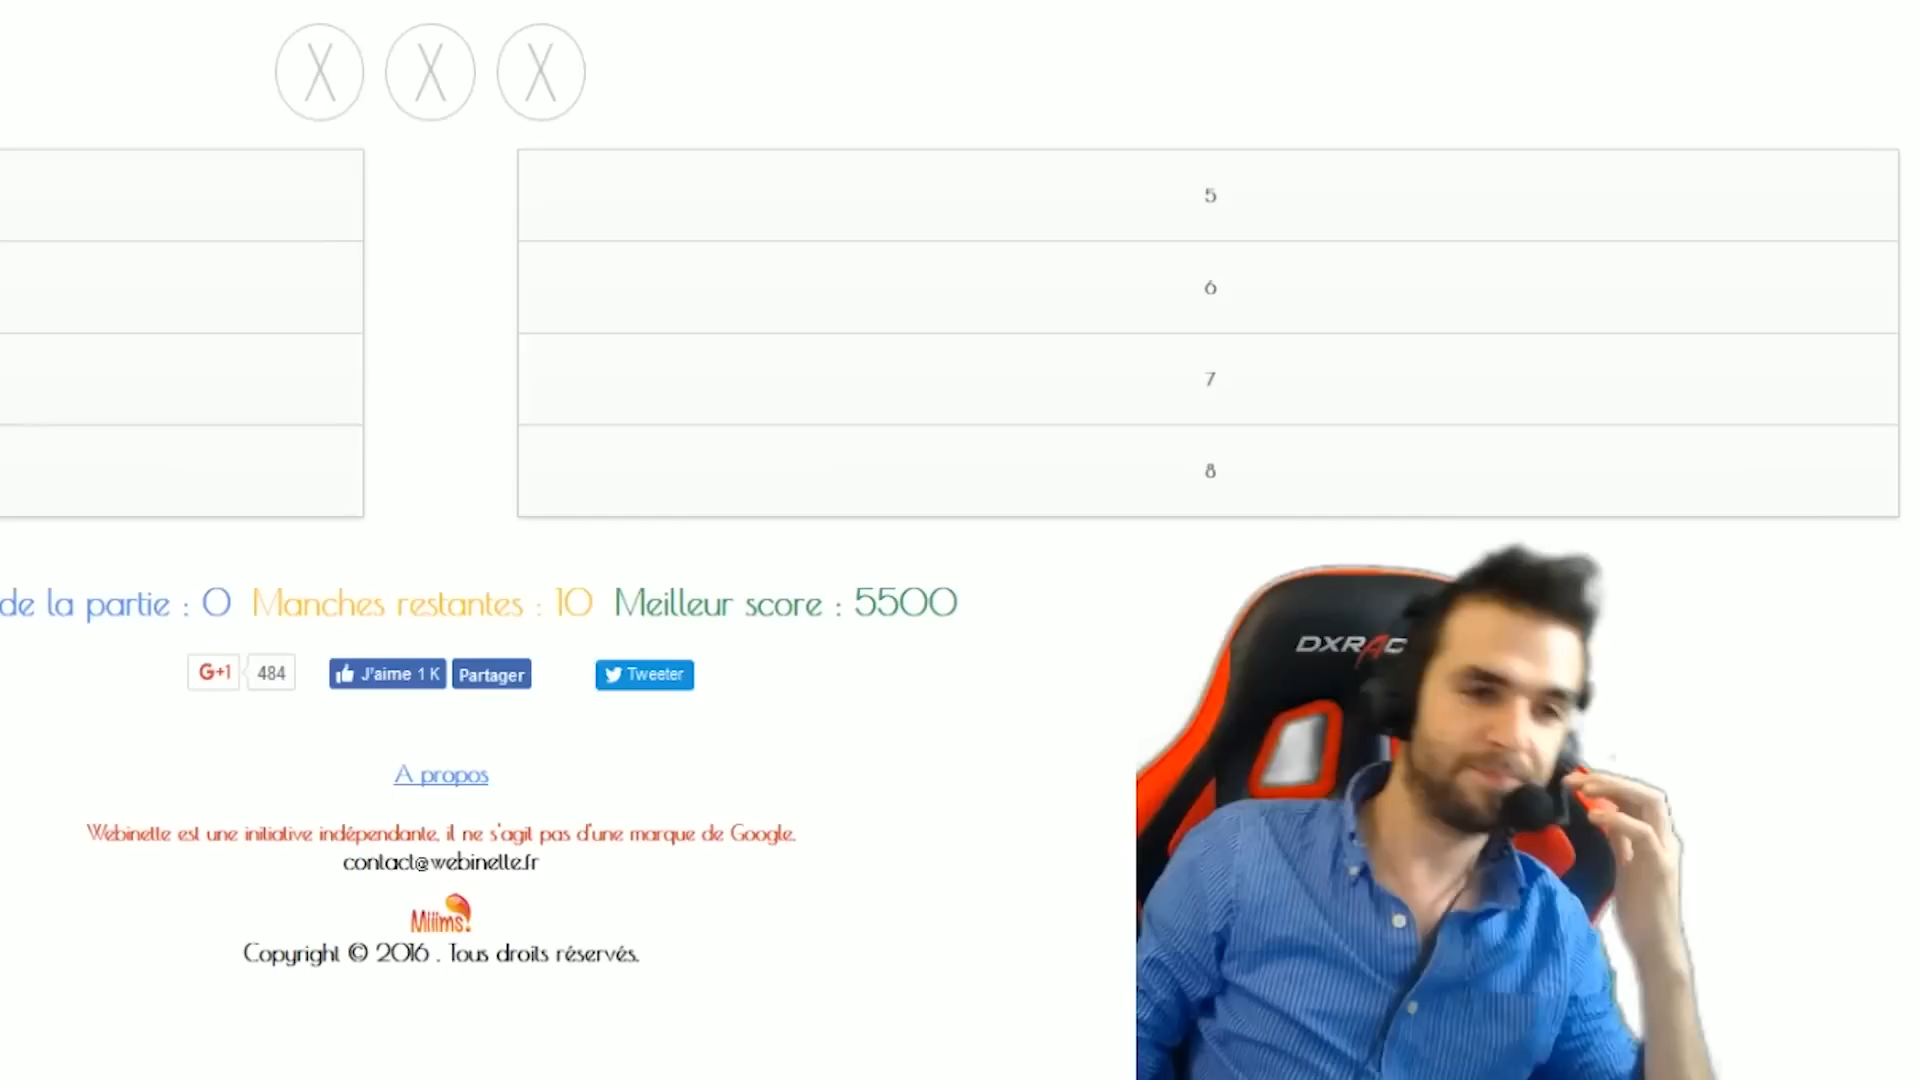 X X X
5
6
7
8
de la partie : 0 Manches restantes : 10 Meilleur score : 5500
G+1 484 J'aime 1 K Partager Tweeter
DXRAC
A propos
Webinette est une initiative indépendante, il ne s'agit pas d'une marque de Google.
contact@webinette.fr
Miiims!
Copyright © 2016 . Tous droits réservés.